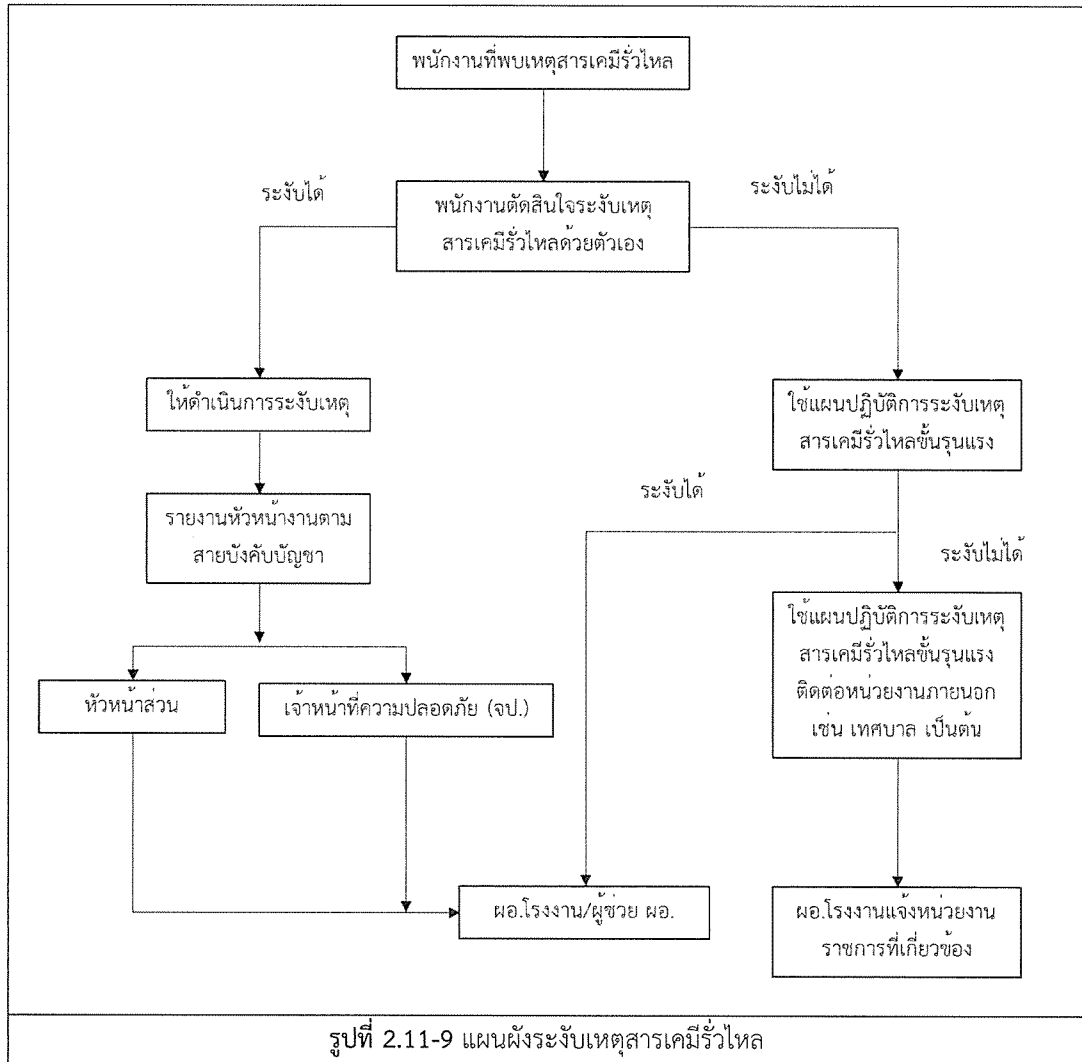 พนักงานที่พบเหตุสารเคมีรั่วไหล
ระงับได้
ระงับไม่ได้
พนักงานตัดสินใจระงับเหตุ
สารเคมีรั่วไหลด้วยตัวเอง
ให้ดำเนินการระงับเหตุ
ใช้แผนปฏิบัติการระงับเหตุ
สารเคมีรั่วไหลขั้นรุนแรง
ระงับได้
รายงานหัวหน้างานตาม
สายบังคับบัญชา
ระงับไม่ได้
ใช้แผนปฏิบัติการระงับเหตุ
สารเคมีรั่วไหลขั้นรุนแรง
ติดต่อหน่วยงานภายนอก
เช่น เทศบาล เป็นต้น
หัวหน้าส่วน
เจ้าหน้าที่ความปลอดภัย (จป.)
ผอ.โรงงาน/ผู้ช่วย ผอ.
ผอ.โรงงานแจ้งหน่วยงาน
ราชการที่เกี่ยวข้อง
รูปที่ 2.11-9 แผนผังระงับเหตุสารเคมีรั่วไหล